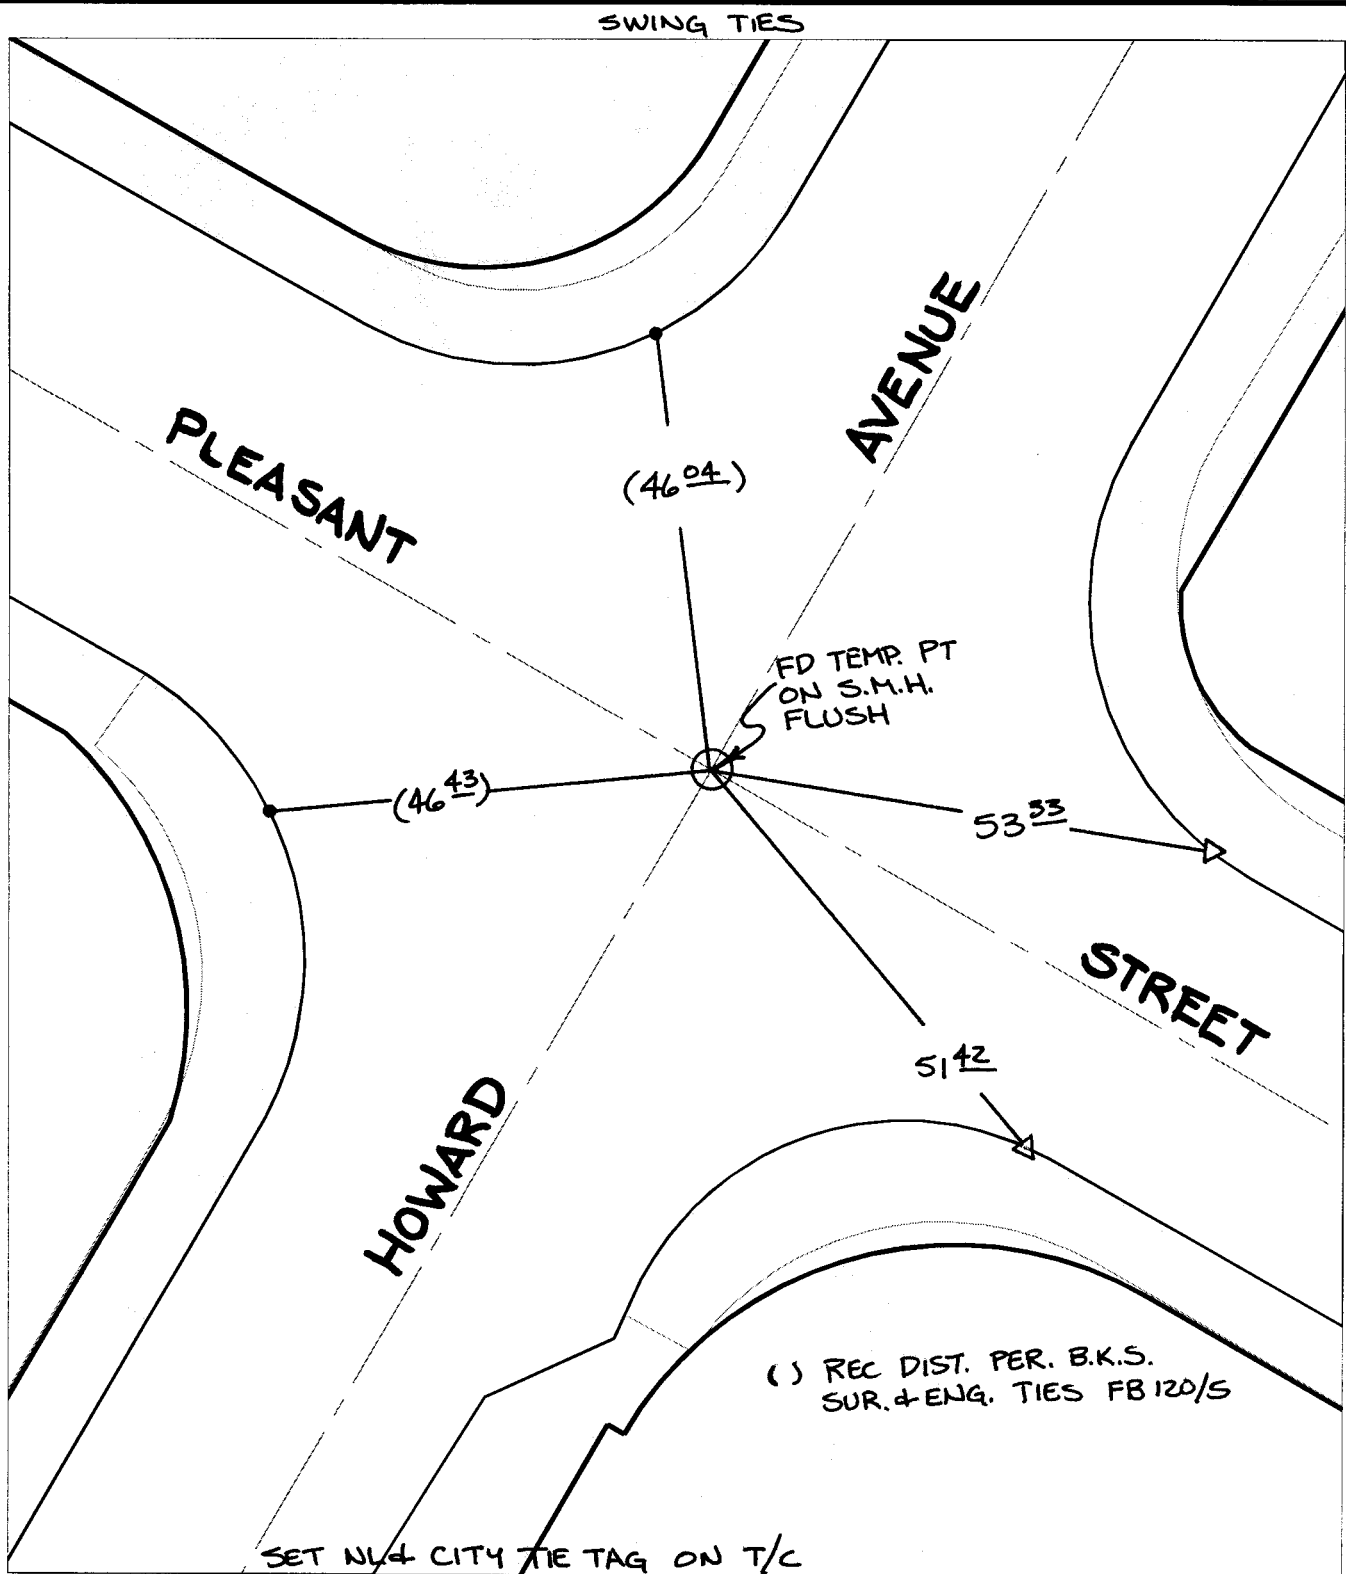 SWING TIES
AVENUE
PLEASANT
(46 04)
FD TEMP. PT
ON S.M.H.
FLUSH
(46 43)
53 33
STREET
51 42
HOWARD
( ) REC DIST. PER. B.K.S.
SUR. & ENG. TIES FB 120/5
SET NL & CITY TIE TAG ON T/C